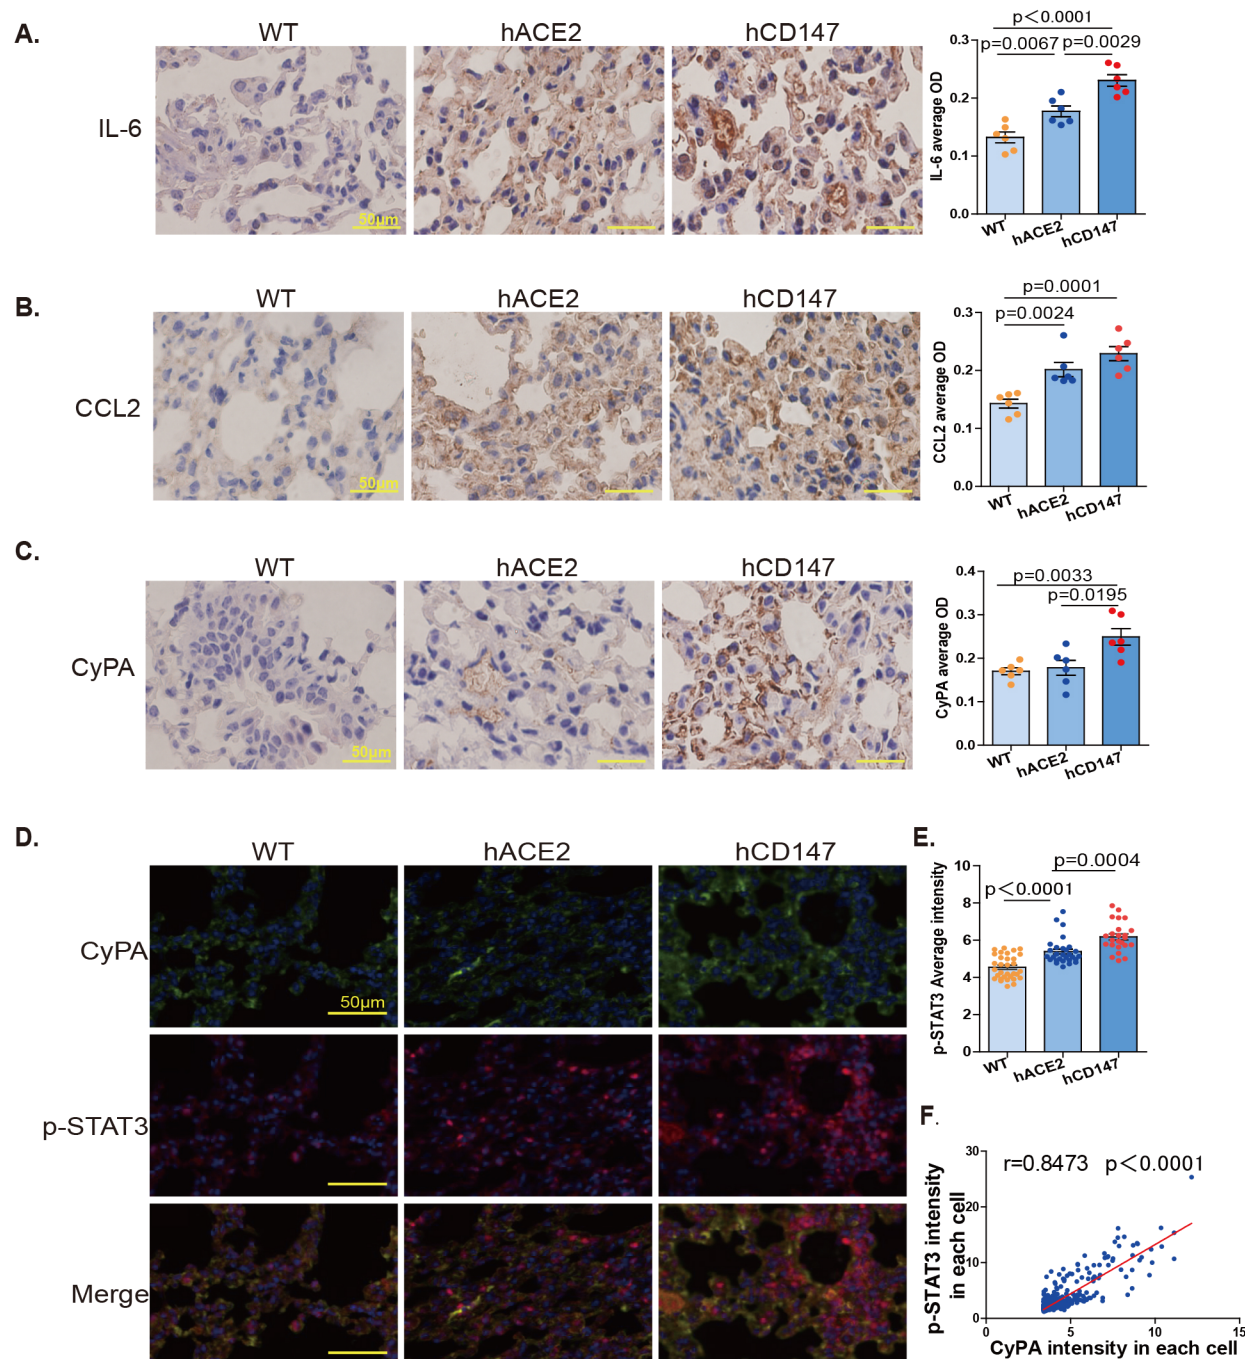 A.
WT hACE2 hCD147
IL-6
50µm
p<0.0001
p=0.0067 p=0.0029
IL-6 average OD
0.3
0.2
0.1
0.0
WT hACE2 hCD147
B.
WT hACE2 hCD147
CCL2
50µm
p=0.0001
p=0.0024
CCL2 average OD
0.3
0.2
0.1
0.0
WT hACE2 hCD147
C.
WT hACE2 hCD147
CyPA
50µm
p=0.0033
p=0.0195
CyPA average OD
0.4
0.3
0.2
0.1
0.0
WT hACE2 hCD147
D.
WT hACE2 hCD147
CyPA
50µm
p-STAT3
Merge
E.
p=0.0004
p<0.0001
p-STAT3 Average intensity
10
8
6
4
2
0
WT hACE2 hCD147
F.
r=0.8473 p<0.0001
p-STAT3 intensity
in each cell
30
20
10
0
0 5 10 15
CyPA intensity in each cell